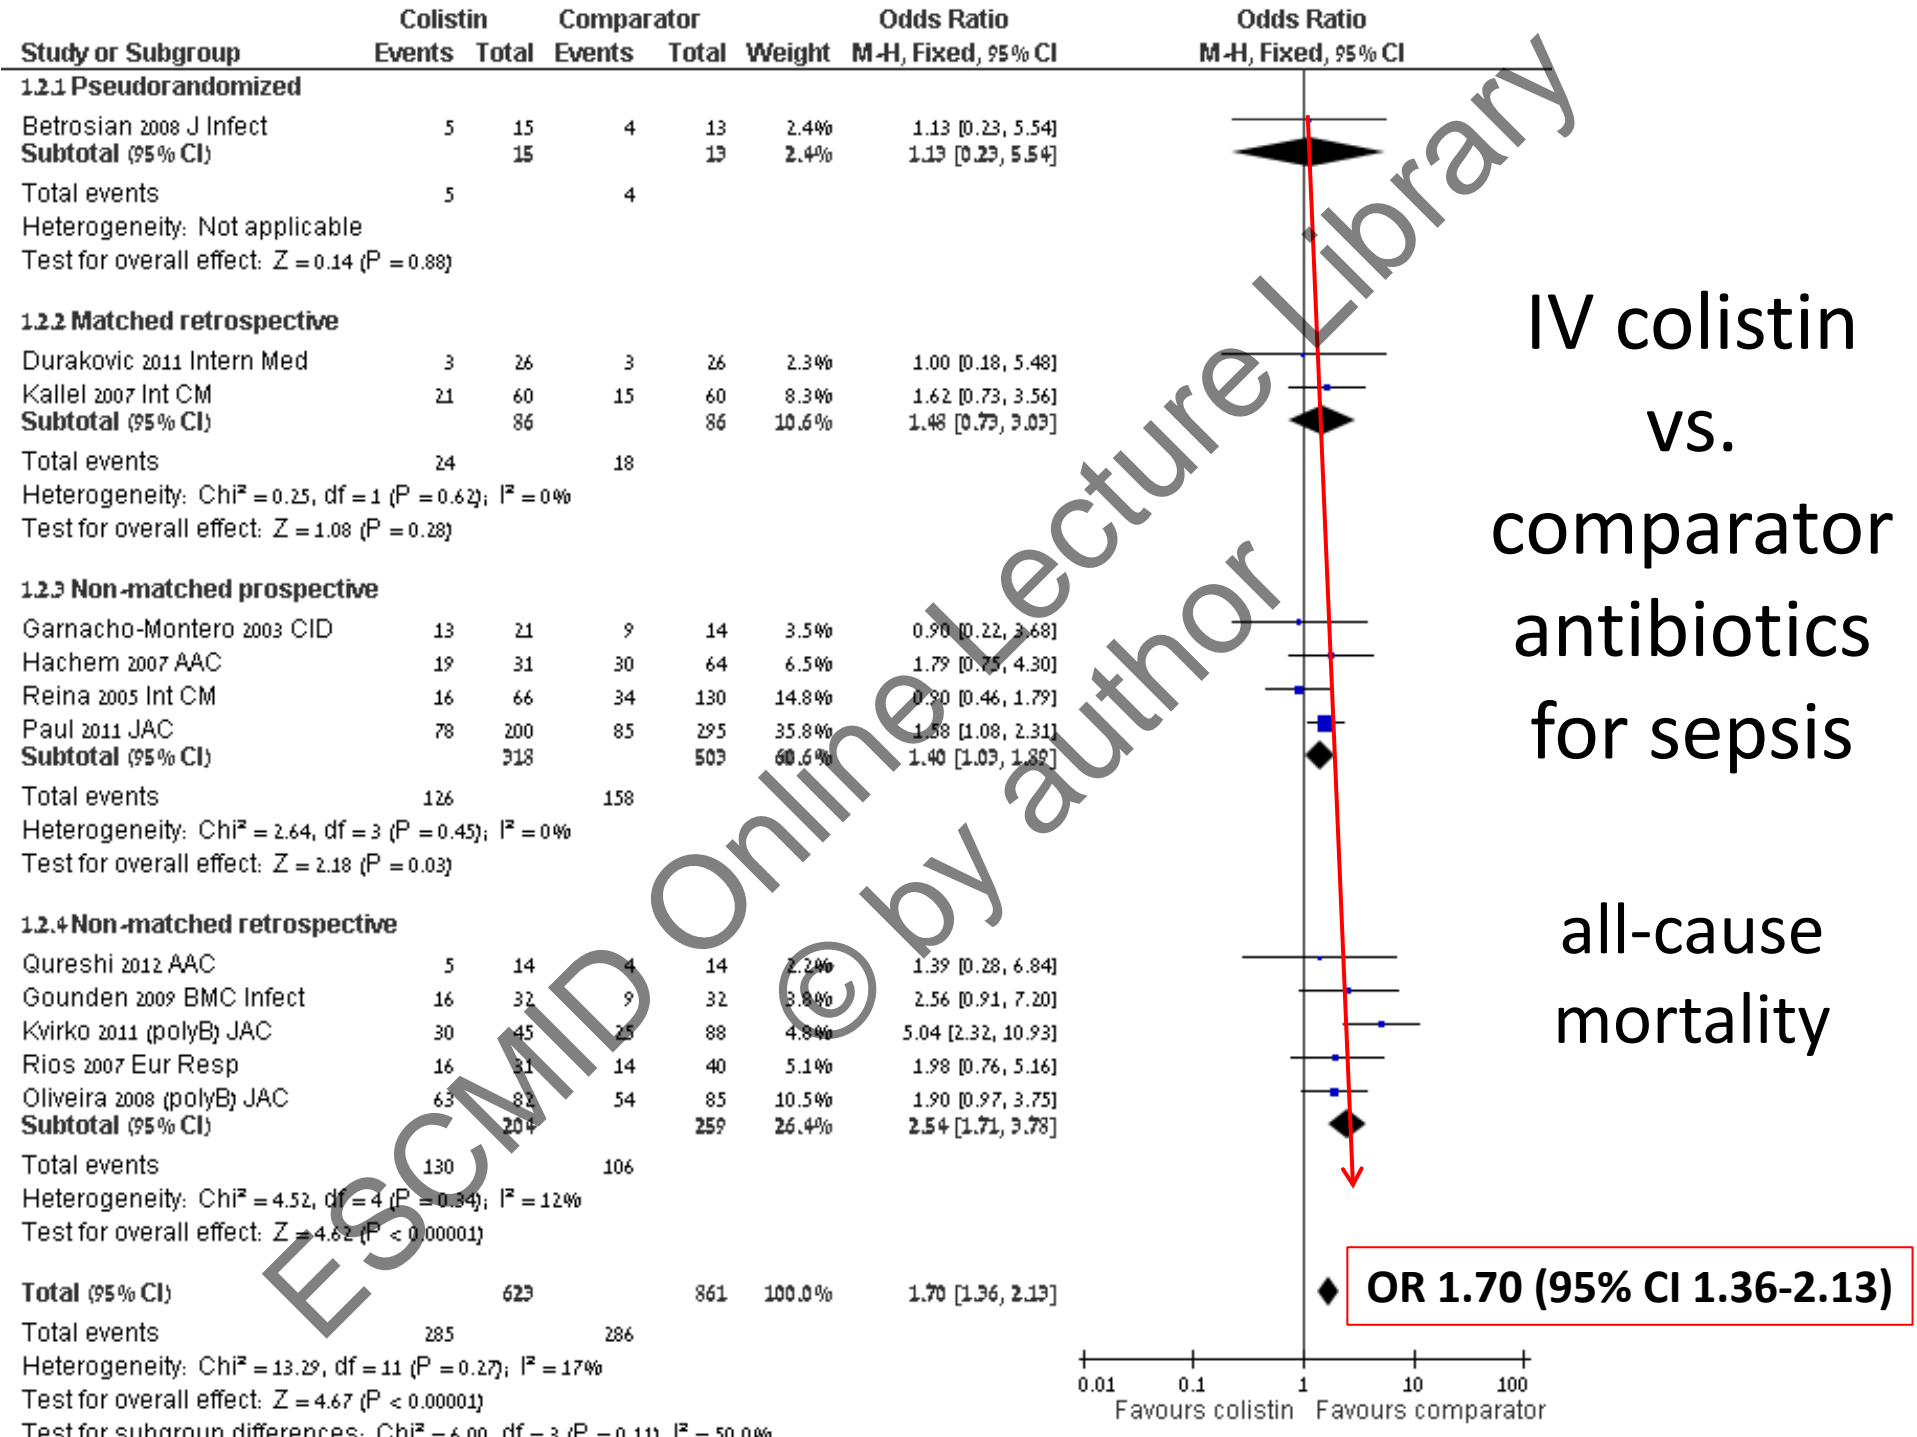 Colistin Comparator Odds Ratio Odds Ratio
Study or Subgroup Events Total Events Total Weight M-H, Fixed, 95% CI M-H, Fixed, 95% CI
1.2.1 Pseudorandomized
Betrosian 2008 J Infect 5 15 4 13 2.4% 1.13 [0.23, 5.54]
Subtotal (95% CI) 15 13 2.4% 1.13 [0.23, 5.54]
Total events 5 4
Heterogeneity: Not applicable
Test for overall effect: Z = 0.14 (P = 0.88)
1.2.2 Matched retrospective
Durakovic 2011 Intern Med 3 26 3 26 2.3% 1.00 [0.18, 5.48]
Kallel 2007 Int CM 21 60 15 60 8.3% 1.62 [0.73, 3.56]
Subtotal (95% CI) 86 86 10.6% 1.48 [0.73, 3.03]
Total events 24 18
Heterogeneity: Chi² = 0.25, df = 1 (P = 0.62); I² = 0%
Test for overall effect: Z = 1.08 (P = 0.28)
1.2.3 Non-matched prospective
Garnacho-Montero 2003 CID 13 21 9 14 3.5% 0.90 [0.22, 3.68]
Hachem 2007 AAC 19 31 30 64 6.5% 1.79 [0.75, 4.30]
Reina 2005 Int CM 16 66 34 130 14.8% 0.90 [0.46, 1.79]
Paul 2011 JAC 78 200 85 295 35.8% 1.58 [1.08, 2.31]
Subtotal (95% CI) 318 503 60.6% 1.40 [1.03, 1.89]
Total events 126 158
Heterogeneity: Chi² = 2.64, df = 3 (P = 0.45); I² = 0%
Test for overall effect: Z = 2.18 (P = 0.03)
1.2.4 Non-matched retrospective
Qureshi 2012 AAC 5 14 4 14 2.2% 1.39 [0.28, 6.84]
Gounden 2009 BMC Infect 16 32 9 32 3.8% 2.56 [0.91, 7.20]
Kvirko 2011 (polyB) JAC 30 45 25 88 4.8% 5.04 [2.32, 10.93]
Rios 2007 Eur Resp 16 31 14 40 5.1% 1.98 [0.76, 5.16]
Oliveira 2008 (polyB) JAC 63 82 54 85 10.5% 1.90 [0.97, 3.75]
Subtotal (95% CI) 204 259 26.4% 2.54 [1.71, 3.78]
Total events 130 106
Heterogeneity: Chi² = 4.52, df = 4 (P = 0.34); I² = 12%
Test for overall effect: Z = 4.62 (P < 0.00001)
Total (95% CI) 623 861 100.0% 1.70 [1.36, 2.13]
Total events 285 286
Heterogeneity: Chi² = 13.29, df = 11 (P = 0.27); I² = 17%
Test for overall effect: Z = 4.67 (P < 0.00001)
Test for subgroup differences: Chi² = 6.00, df = 3 (P = 0.11), I² = 50.0%
0.01 0.1 1 10 100
Favours colistin Favours comparator
IV colistin
vs.
comparator
antibiotics
for sepsis
all-cause
mortality
OR 1.70 (95% CI 1.36-2.13)
ESCMID Online Lecture Library
© by author